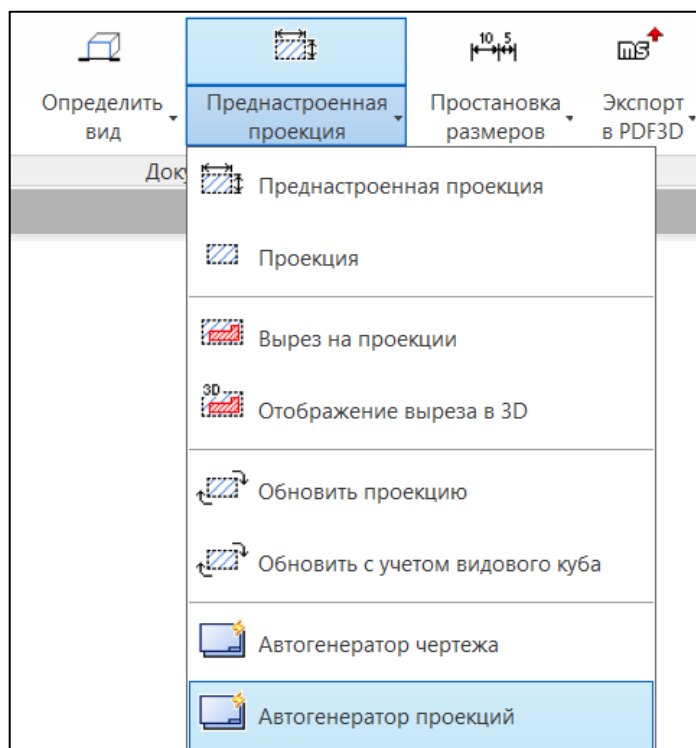 10 5
ms
Определить
вид
Преднастроенная
проекция
Простановка
размеров
Экспорт
в PDF3D
Док
Преднастроенная проекция
Проекция
Вырез на проекции
3D
Отображение выреза в 3D
Обновить проекцию
Обновить с учетом видового куба
Автогенератор чертежа
Автогенератор проекций